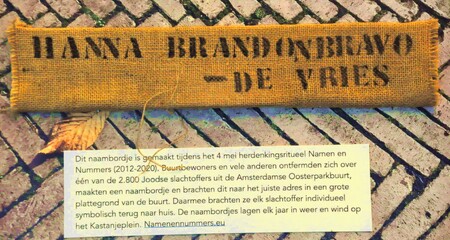 HANNA BRANDONBRAVO
— DE VRIES
Dit naambordje is gemaakt tijdens het 4 mei herdenkingsritueel Namen en
Nummers (2012-2020). Buurtbewoners en vele anderen ontfermden zich over
één van de 2.800 Joodse slachtoffers uit de Amsterdamse Oosterparkbuurt,
maakten een naambordje en brachten dit naar het juiste adres in een grote
plattegrond van de buurt. Daarmee brachten ze elk slachtoffer individueel
symbolisch terug naar huis. De naambordjes lagen elk jaar in weer en wind op
het Kastanjeplein. Namenennummers.eu